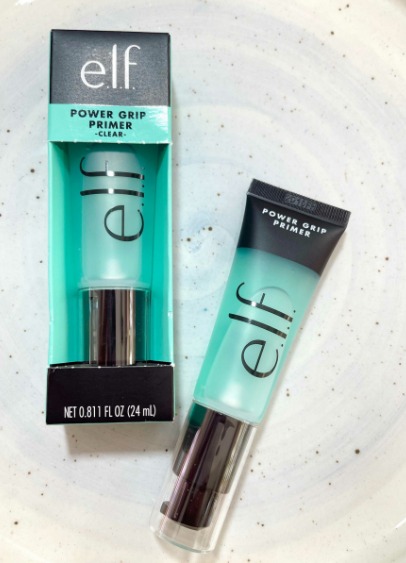 e.l.f.
POWER GRIP
PRIMER
-CLEAR-
e.l.f
NET 0.811 FL OZ (24 mL)
POWER GRIP
PRIMER
e.l.f